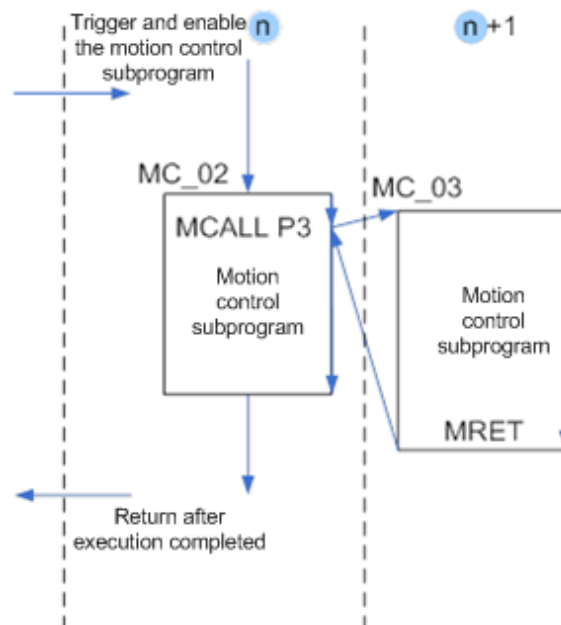 Trigger and enable
the motion control
subprogram
n
n+1
MC_02
MCALL P3
Motion
control
subprogram
MC_03
Motion
control
subprogram
MRET
Return after
execution completed